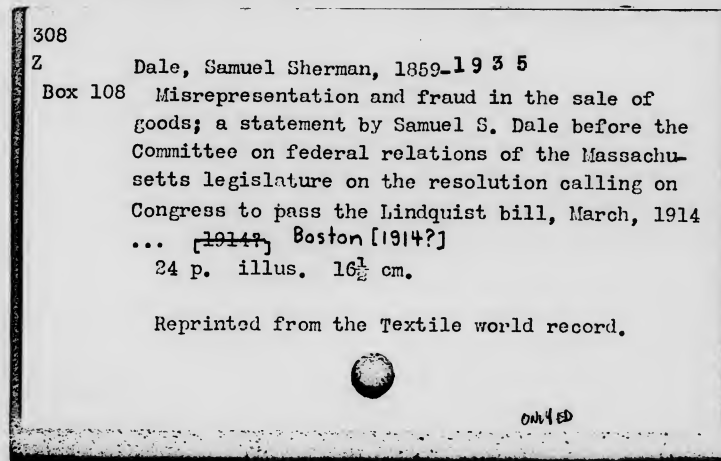 308
Z Dale, Samuel Sherman, 1859-1935
Box 108 Misrepresentation and fraud in the sale of
goods; a statement by Samuel S. Dale before the
Committee on federal relations of the Massachu-
setts legislature on the resolution calling on
Congress to pass the Lindquist bill, March, 1914
... [1914?] Boston [1914?]
24 p. illus. 16½ cm.
Reprinted from the Textile world record.
ONLY ED